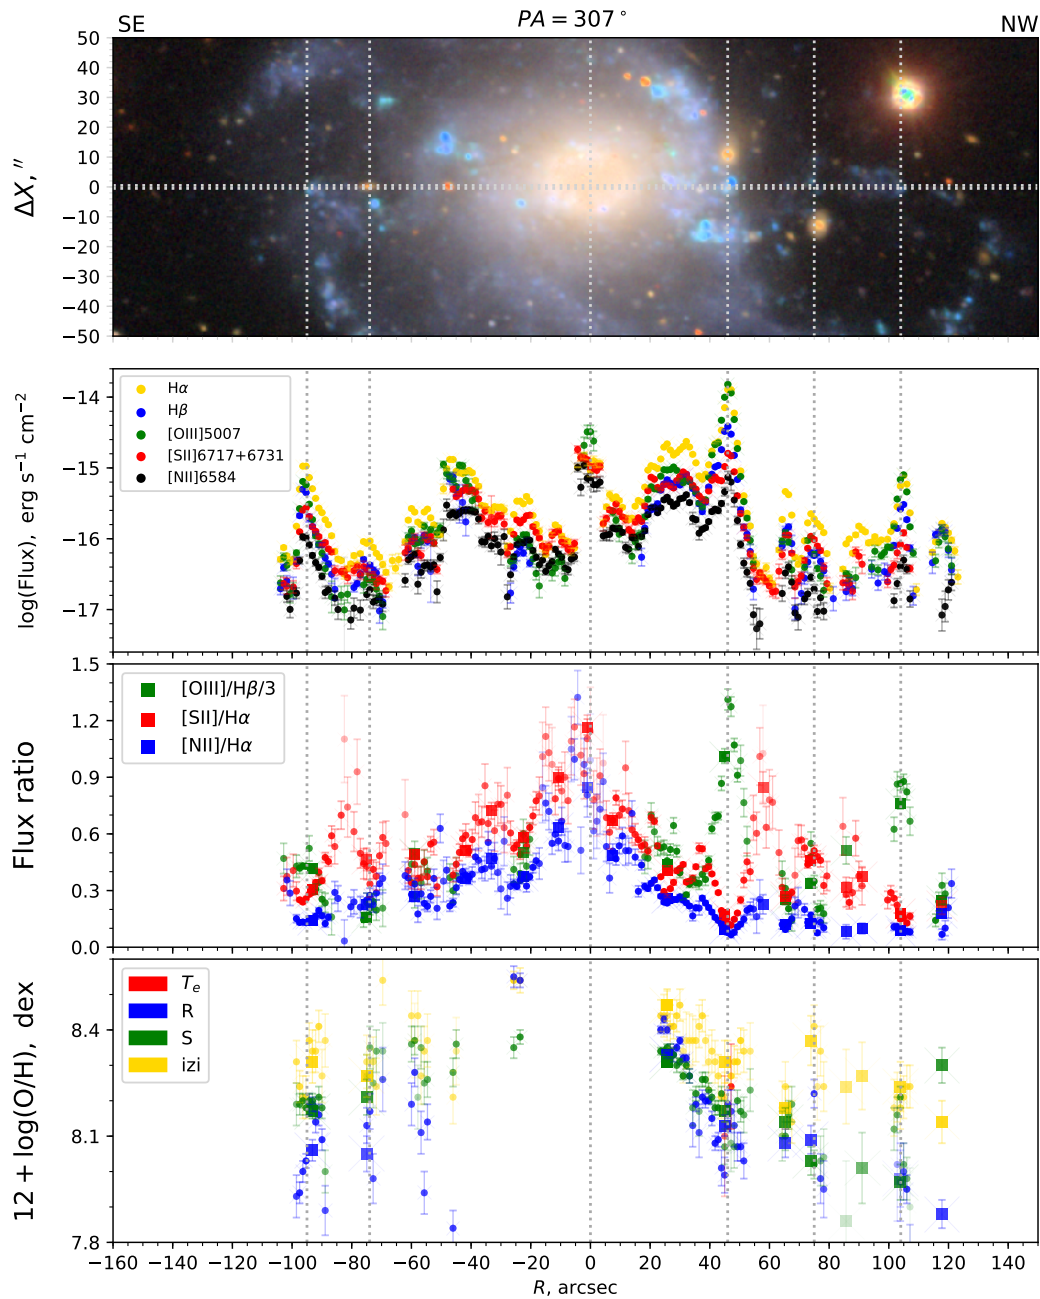 SE PA = 307° NW
50
40
30
20
10
0
−10
−20
−30
−40
−50
ΔX, ″
−14
−15
−16
−17
log(Flux), erg s⁻¹ cm⁻²
Hα
Hβ
[OIII]5007
[SII]6717+6731
[NII]6584
1.5
1.2
0.9
0.6
0.3
0.0
Flux ratio
[OIII]/Hβ/3
[SII]/Hα
[NII]/Hα
8.4
8.1
7.8
12 + log(O/H), dex
Tₑ
R
S
izi
−160 −140 −120 −100 −80 −60 −40 −20 0 20 40 60 80 100 120 140
R, arcsec